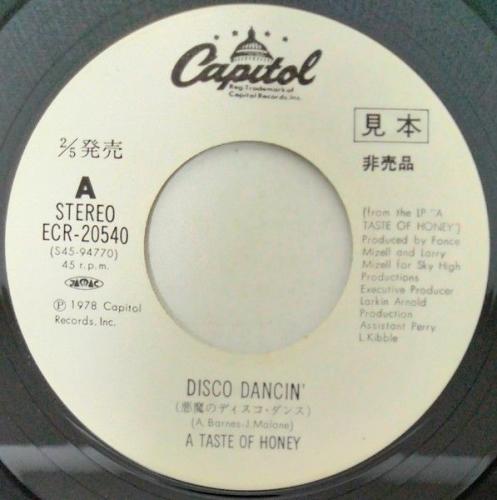 Capitol
Reg. Trademark of
Capitol Records, Inc.
2/5発売
A
STEREO
ECR-20540
(S45-94770)
45 r.p.m.
JASRAC
Ⓟ 1978 Capitol
Records, Inc.
見本
非売品
[from the LP "A
TASTE OF HONEY"]
Produced by Fonce
Mizell and Larry
Mizell for Sky High
Productions
Executive Producer
Larkin Arnold
Production
Assistant Perry
L.Kibble
DISCO DANCIN'
(悪魔のディスコ・ダンス)
(A. Barnes-J. Malone)
A TASTE OF HONEY